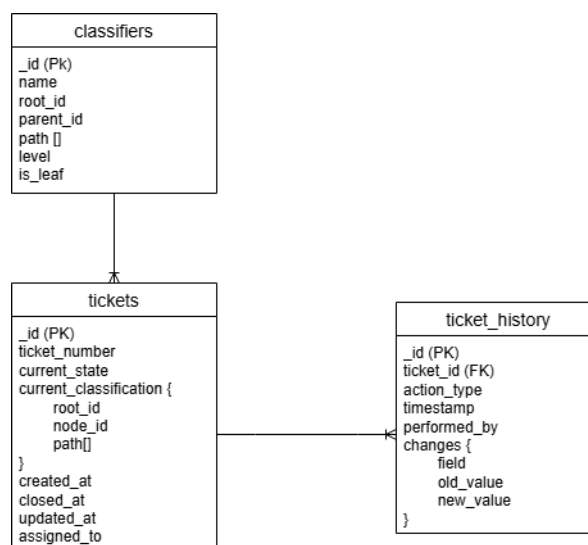 classifiers
_id (Pk)
name
root_id
parent_id
path []
level
is_leaf
tickets
_id (PK)
ticket_number
current_state
current_classification {
root_id
node_id
path[]
}
created_at
closed_at
updated_at
assigned_to
ticket_history
_id (PK)
ticket_id (FK)
action_type
timestamp
performed_by
changes {
field
old_value
new_value
}